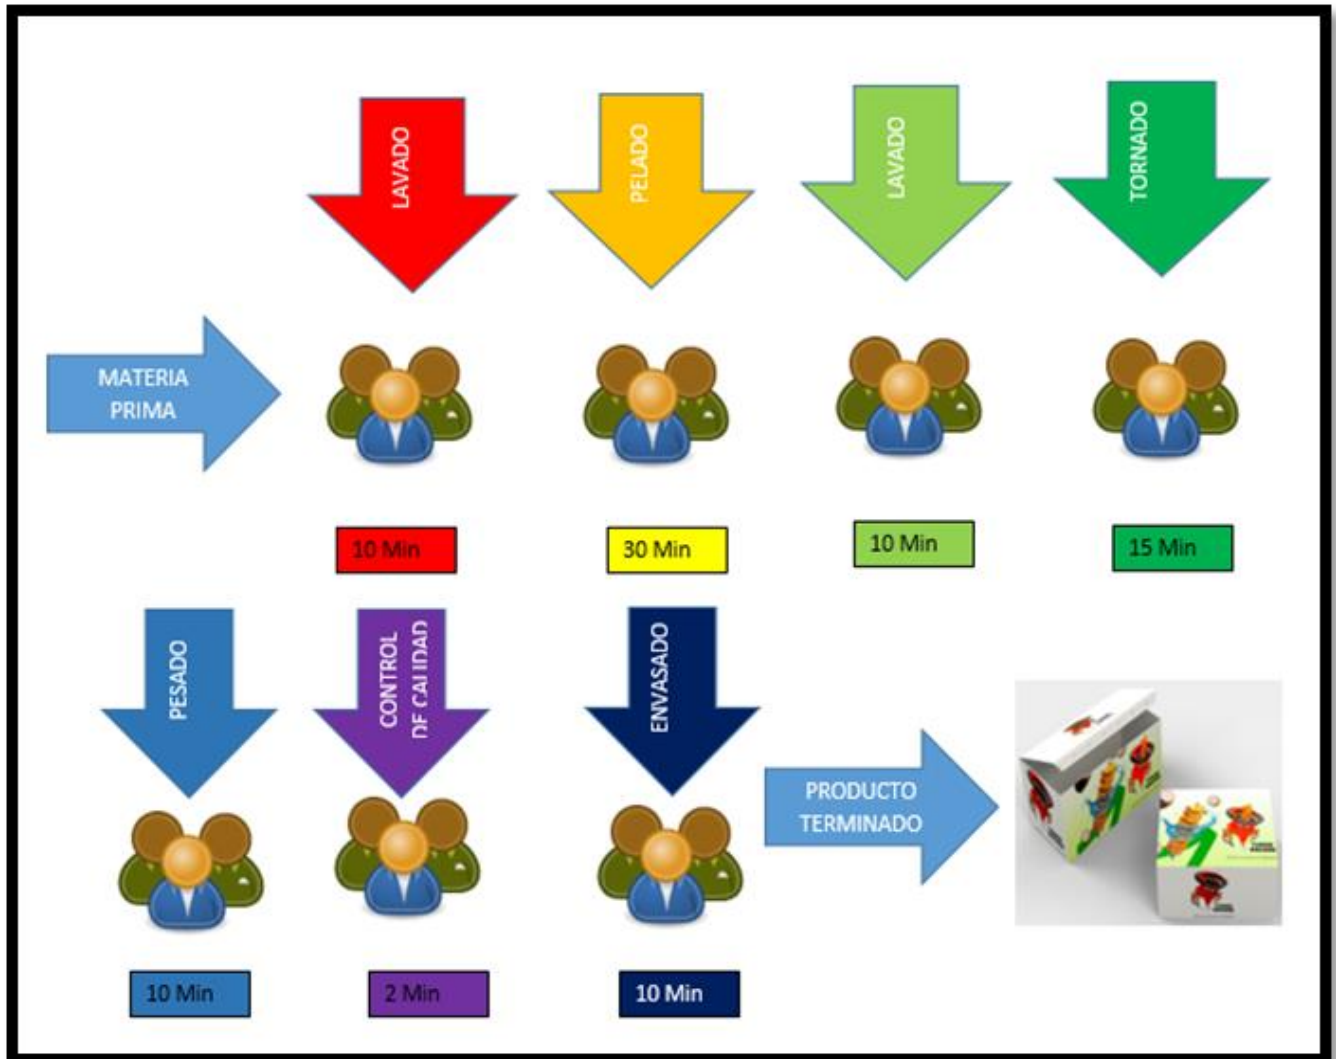 LAVADO
PELADO
LAVADO
TORNADO
MATERIA
PRIMA
10 Min
30 Min
10 Min
15 Min
PESADO
CONTROL
DE CALIDAD
ENVASADO
PRODUCTO
TERMINADO
10 Min
2 Min
10 Min